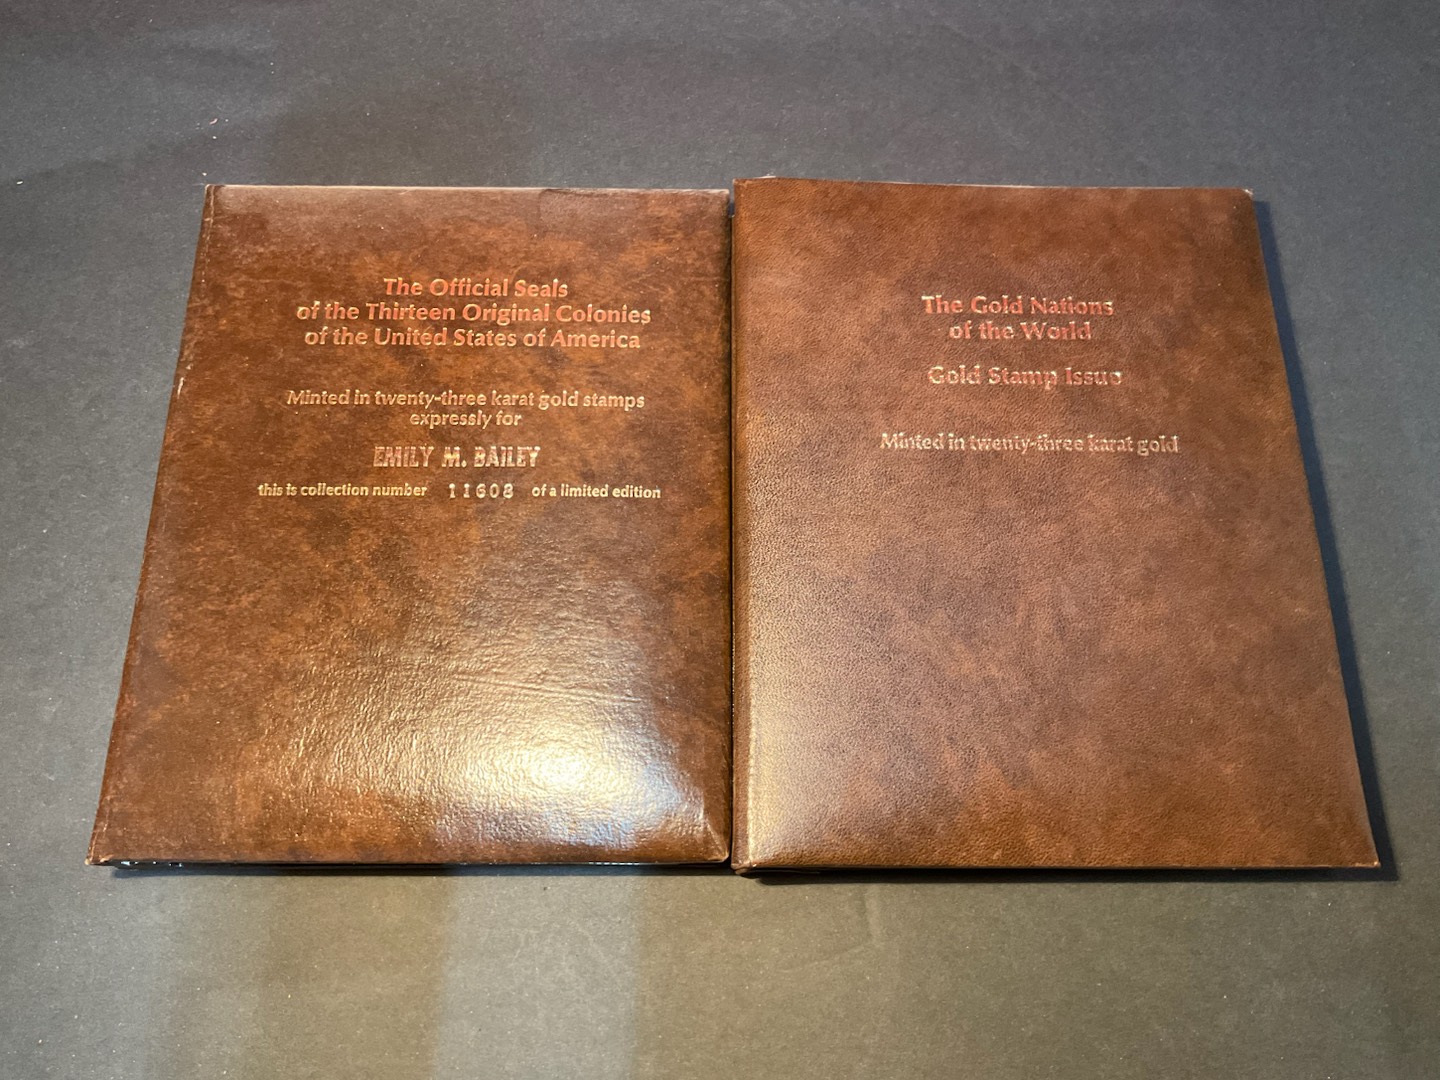 The Official Seals
of the Thirteen Original Colonies
of the United States of America
Minted in twenty-three karat gold stamps
expressly for
EMILY M. BAILEY
this is collection number 11608 of a limited edition
The Gold Nations
of the World
Gold Stamp Issue
Minted in twenty-three karat gold